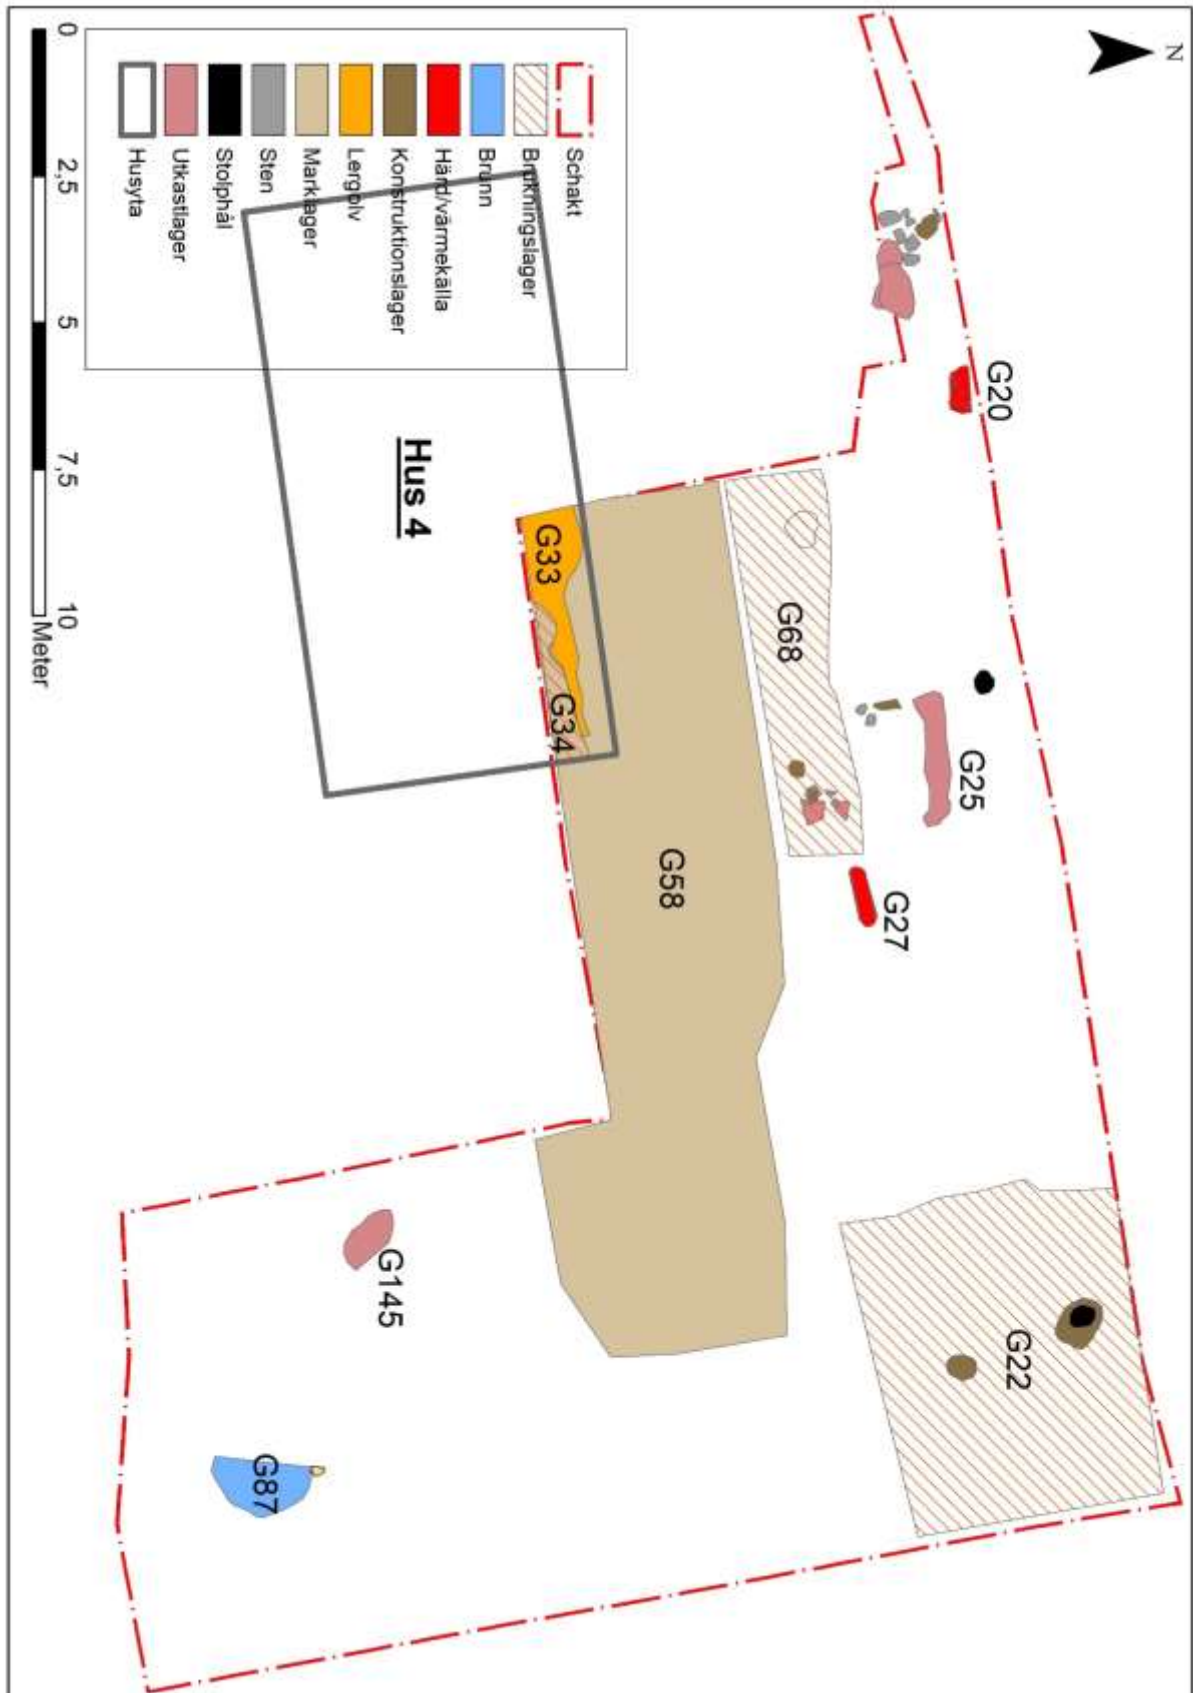 N
G20
G25
G27
G68
G22
G58
G33
G34
Hus 4
G145
G87
Schakt
Brukningslager
Brunn
Härd/värmekälla
Konstruktionslager
Lergolv
Marklager
Sten
Stolphål
Utkastlager
Husyta
0 2,5 5 7,5 10
Meter